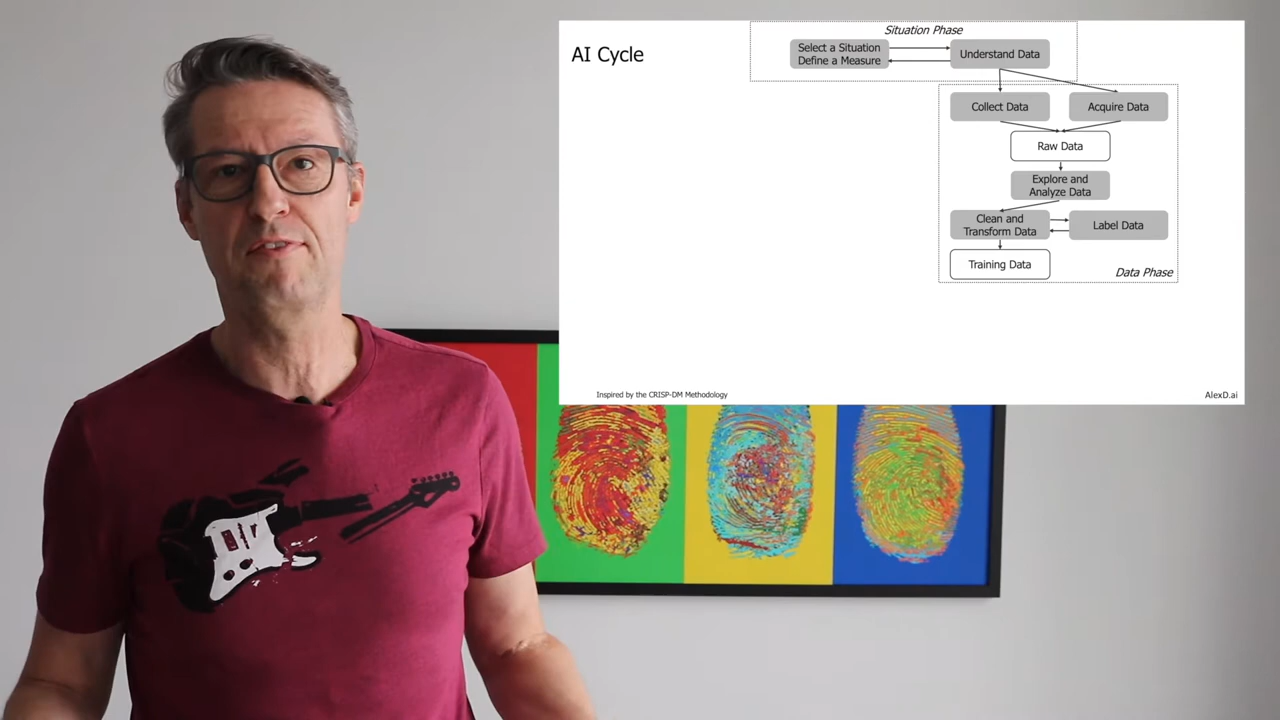 AI Cycle
Situation Phase
Select a Situation
Define a Measure
Understand Data
Collect Data
Acquire Data
Raw Data
Explore and
Analyze Data
Clean and
Transform Data
Label Data
Training Data
Data Phase
Inspired by the CRISP-DM Methodology
AlexD.ai